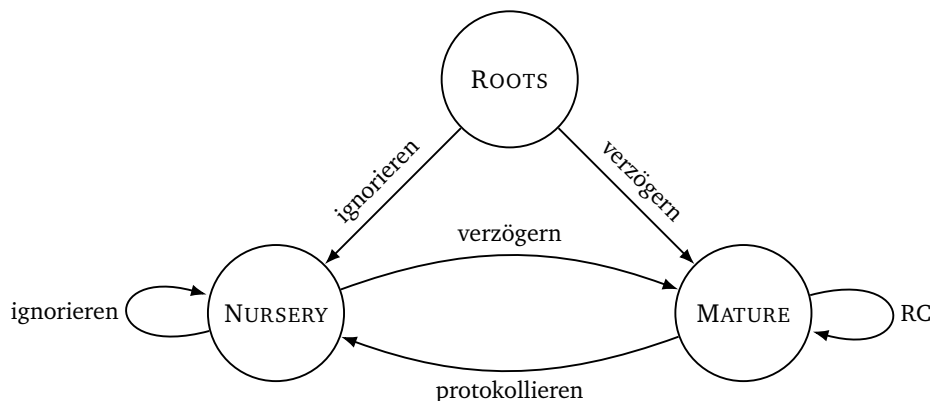 ROOTS
ignorieren
verzögern
verzögern
ignorieren
NURSERY
MATURE
RC
protokollieren